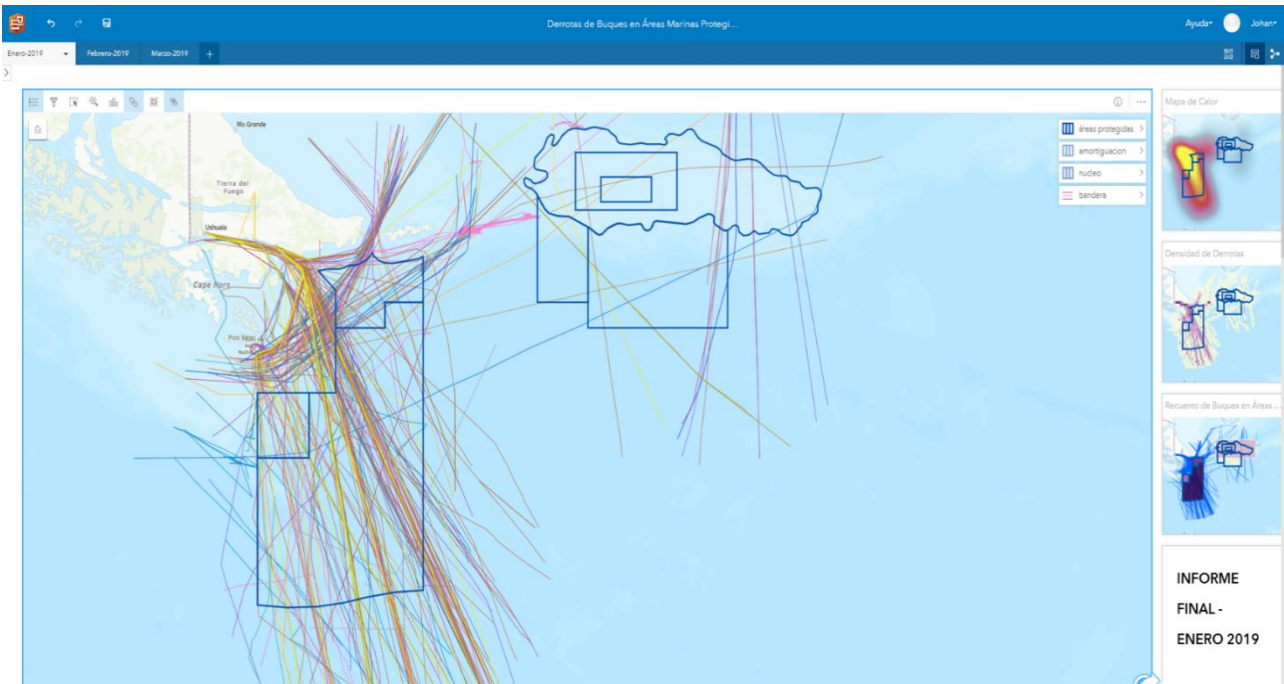 Derrotas de Buques en Áreas Marinas Protegi...
Ayuda
Johan
Enero-2019
Febrero-2019
Marzo-2019
Río Grande
Tierra del
Fuego
Ushuaia
Cape Horn
áreas protegidas
amortiguacion
nucleo
bandera
Mapa de Calor
Densidad de Derrotas
Recuento de Buques en Áreas ...
INFORME
FINAL -
ENERO 2019